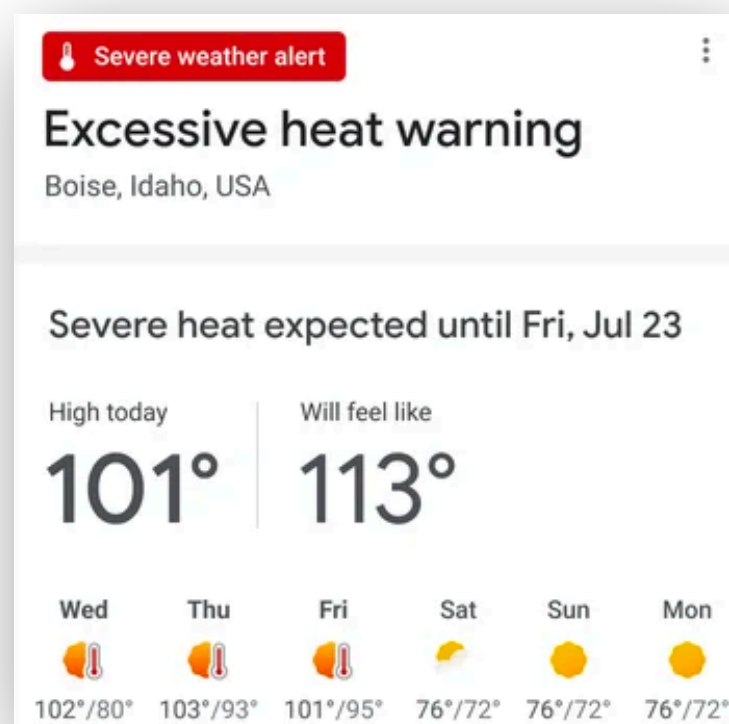 Severe weather alert
Excessive heat warning
Boise, Idaho, USA
Severe heat expected until Fri, Jul 23
High today Will feel like
101° 113°
Wed Thu Fri Sat Sun Mon
102°/80° 103°/93° 101°/95° 76°/72° 76°/72° 76°/72°